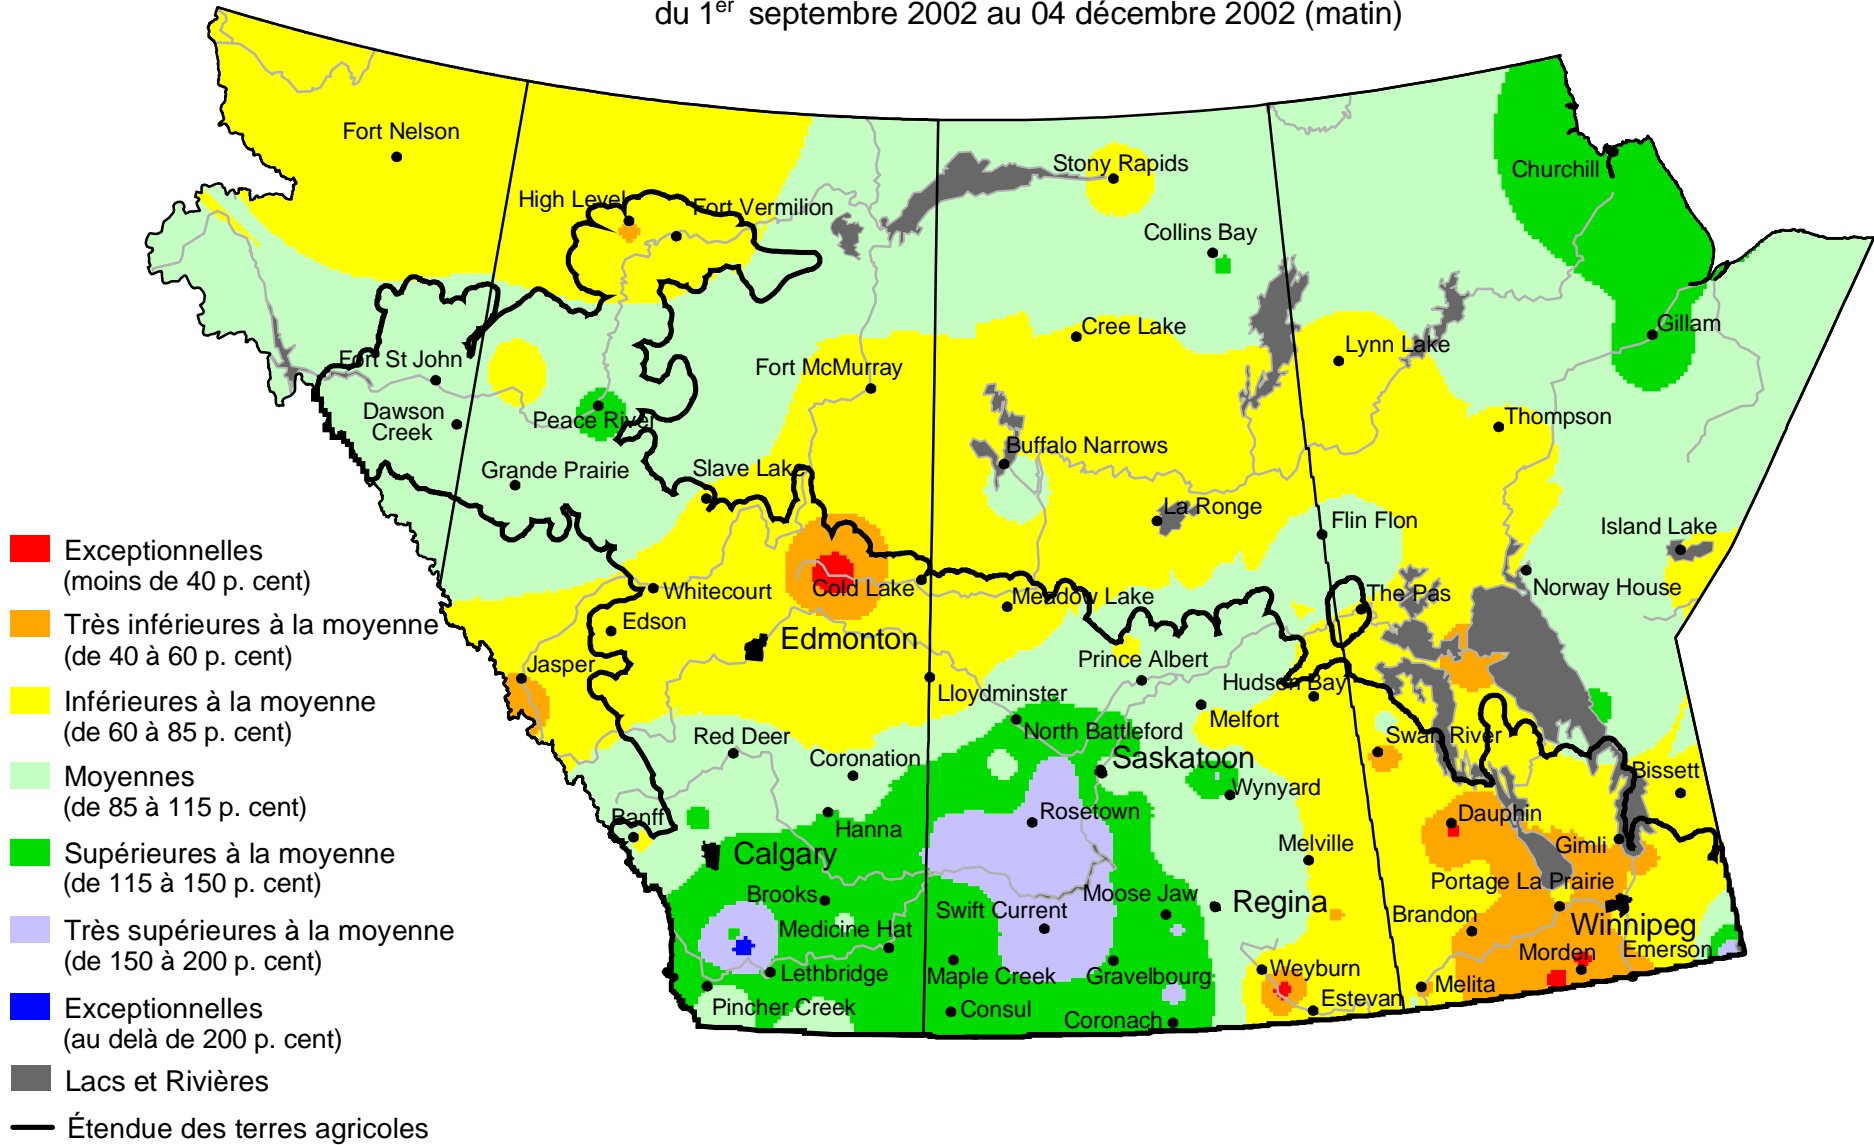 du 1er septembre 2002 au 04 décembre 2002 (matin)
Fort Nelson
High Level
Fort Vermilion
Stony Rapids
Collins Bay
Churchill
Gillam
Cree Lake
Lynn Lake
Fort St John
Fort McMurray
Dawson
Creek
Peace River
Thompson
Buffalo Narrows
Grande Prairie
Slave Lake
La Ronge
Flin Flon
Island Lake
Whitecourt
Cold Lake
Meadow Lake
The Pas
Norway House
Edson
Edmonton
Jasper
Prince Albert
Hudson Bay
Lloydminster
Melfort
North Battleford
Swan River
Red Deer
Coronation
Saskatoon
Bissett
Wynyard
Banff
Hanna
Rosetown
Dauphin
Calgary
Melville
Gimli
Brooks
Moose Jaw
Portage La Prairie
Swift Current
Regina
Brandon
Winnipeg
Medicine Hat
Morden
Emerson
Lethbridge
Maple Creek
Gravelbourg
Weyburn
Melita
Pincher Creek
Consul
Coronach
Estevan
Exceptionnelles
(moins de 40 p. cent)
Très inférieures à la moyenne
(de 40 à 60 p. cent)
Inférieures à la moyenne
(de 60 à 85 p. cent)
Moyennes
(de 85 à 115 p. cent)
Supérieures à la moyenne
(de 115 à 150 p. cent)
Très supérieures à la moyenne
(de 150 à 200 p. cent)
Exceptionnelles
(au delà de 200 p. cent)
Lacs et Rivières
Étendue des terres agricoles